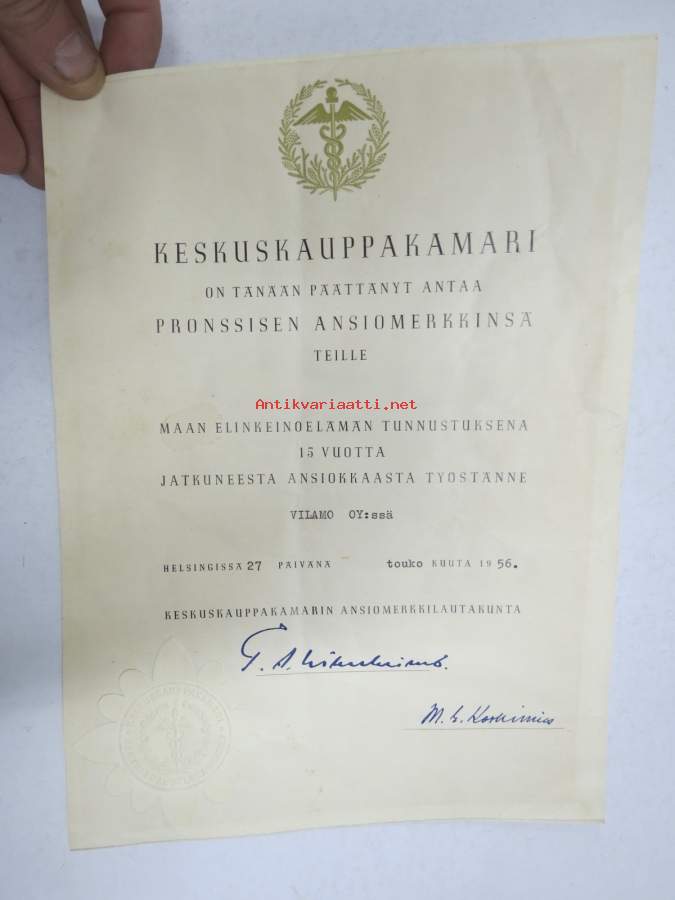 KESKUSKAUPPAKAMARI
ON TÄNÄÄN PÄÄTTÄNYT ANTAA
PRONSSISEN ANSIOMERKKINSÄ
TEILLE
Antikvariaatti.net
MAAN ELINKEINOELÄMÄN TUNNUSTUKSENA
15 VUOTTA
JATKUNEESTA ANSIOKKAASTA TYÖSTÄNNE
VILAMO OY:ssä
HELSINGISSÄ 27 PÄIVÄNÄ touko KUUTA 1956.
KESKUSKAUPPAKAMARIN ANSIOMERKKILAUTAKUNTA
M. L. Koskimies